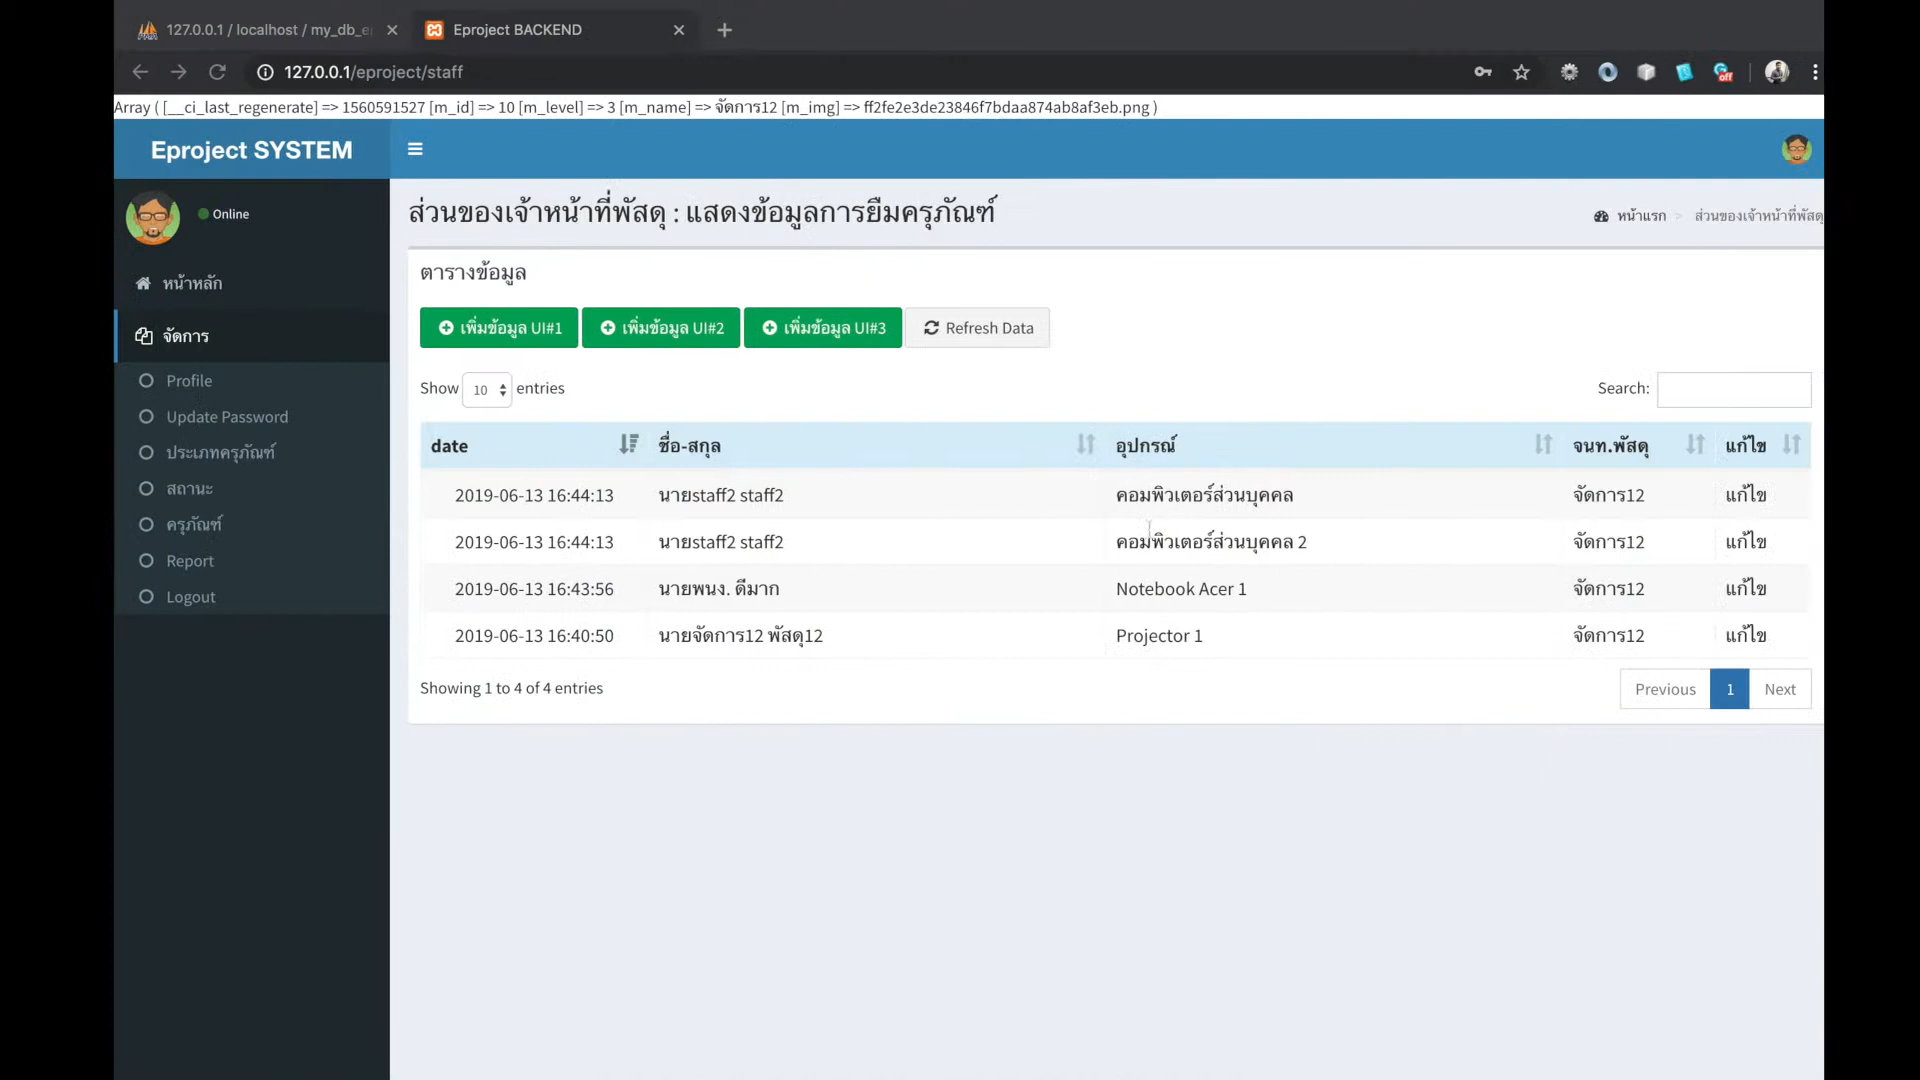 127.0.0.1 / localhost / my_db_e
Eproject BACKEND
127.0.0.1/eproject/staff
off
Array ( [__ci_last_regenerate] => 1560591527 [m_id] => 10 [m_level] => 3 [m_name] => จัดการ12 [m_img] => ff2fe2e3de23846f7bdaa874ab8af3eb.png )
Eproject SYSTEM
Online
หน้าหลัก
จัดการ
Profile
Update Password
ประเภทครุภัณฑ์
สถานะ
ครุภัณฑ์
Report
Logout
ส่วนของเจ้าหน้าที่พัสดุ : แสดงข้อมูลการยืมครุภัณฑ์
หน้าแรก > ส่วนของเจ้าหน้าที่พัสดุ
ตารางข้อมูล
เพิ่มข้อมูล UI#1 เพิ่มข้อมูล UI#2 เพิ่มข้อมูล UI#3 Refresh Data
Show 10 entries Search:
date ชื่อ-สกุล อุปกรณ์ จนท.พัสดุ แก้ไข
2019-06-13 16:44:13 นายstaff2 staff2 คอมพิวเตอร์ส่วนบุคคล จัดการ12 แก้ไข
2019-06-13 16:44:13 นายstaff2 staff2 คอมพิวเตอร์ส่วนบุคคล 2 จัดการ12 แก้ไข
2019-06-13 16:43:56 นายพนง. ดีมาก Notebook Acer 1 จัดการ12 แก้ไข
2019-06-13 16:40:50 นายจัดการ12 พัสดุ12 Projector 1 จัดการ12 แก้ไข
Showing 1 to 4 of 4 entries Previous 1 Next